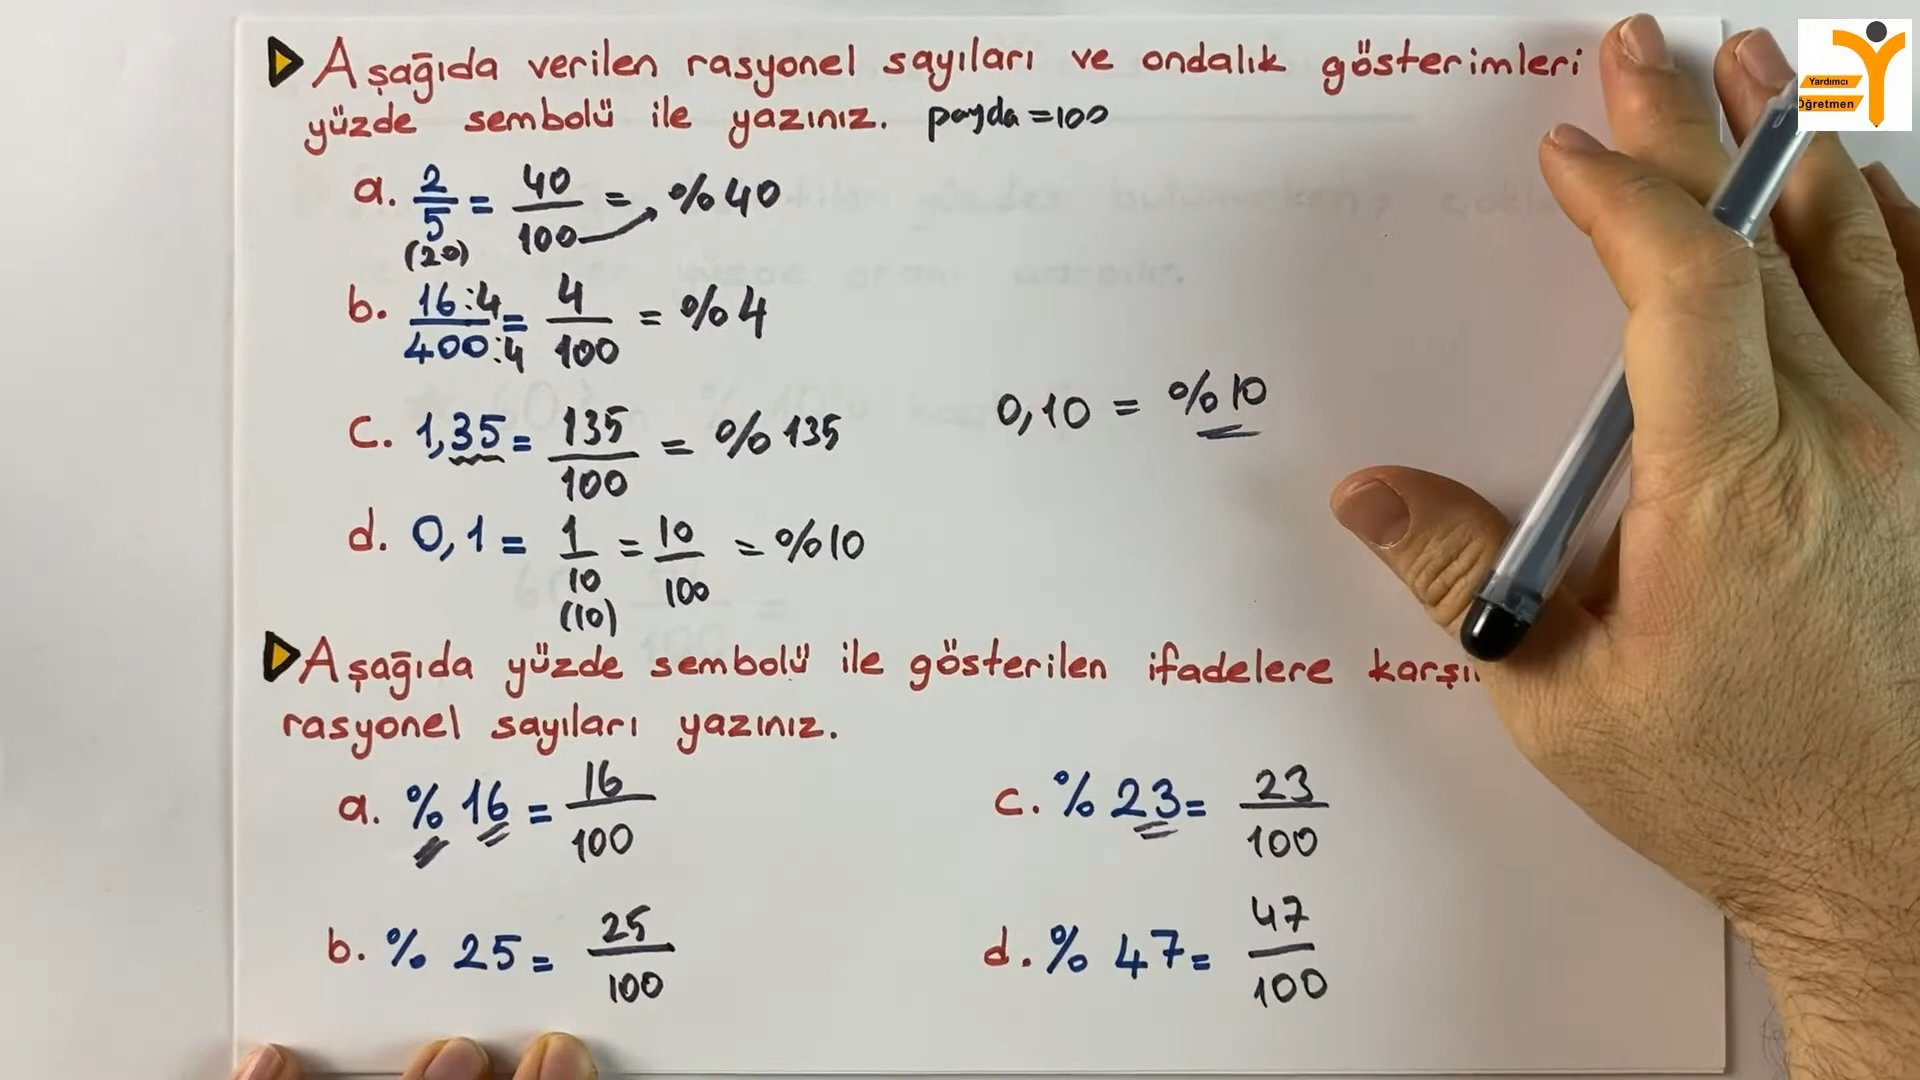 Aşağıda verilen rasyonel sayıları ve ondalık gösterimleri
yüzde sembolü ile yazınız. payda = 100
a. 2/5 (20) = 40/100 = %40
b. 16:4/400:4 = 4/100 = %4
c. 1,35 = 135/100 = %135
0,10 = %10
d. 0,1 = 1/10 (10) = 10/100 = %10
Aşağıda yüzde sembolü ile gösterilen ifadelere
rasyonel sayıları yazınız.
a. % 16 = 16/100
c. % 23 = 23/100
b. % 25 = 25/100
d. % 47 = 47/100
Yardımcı
Öğretmen